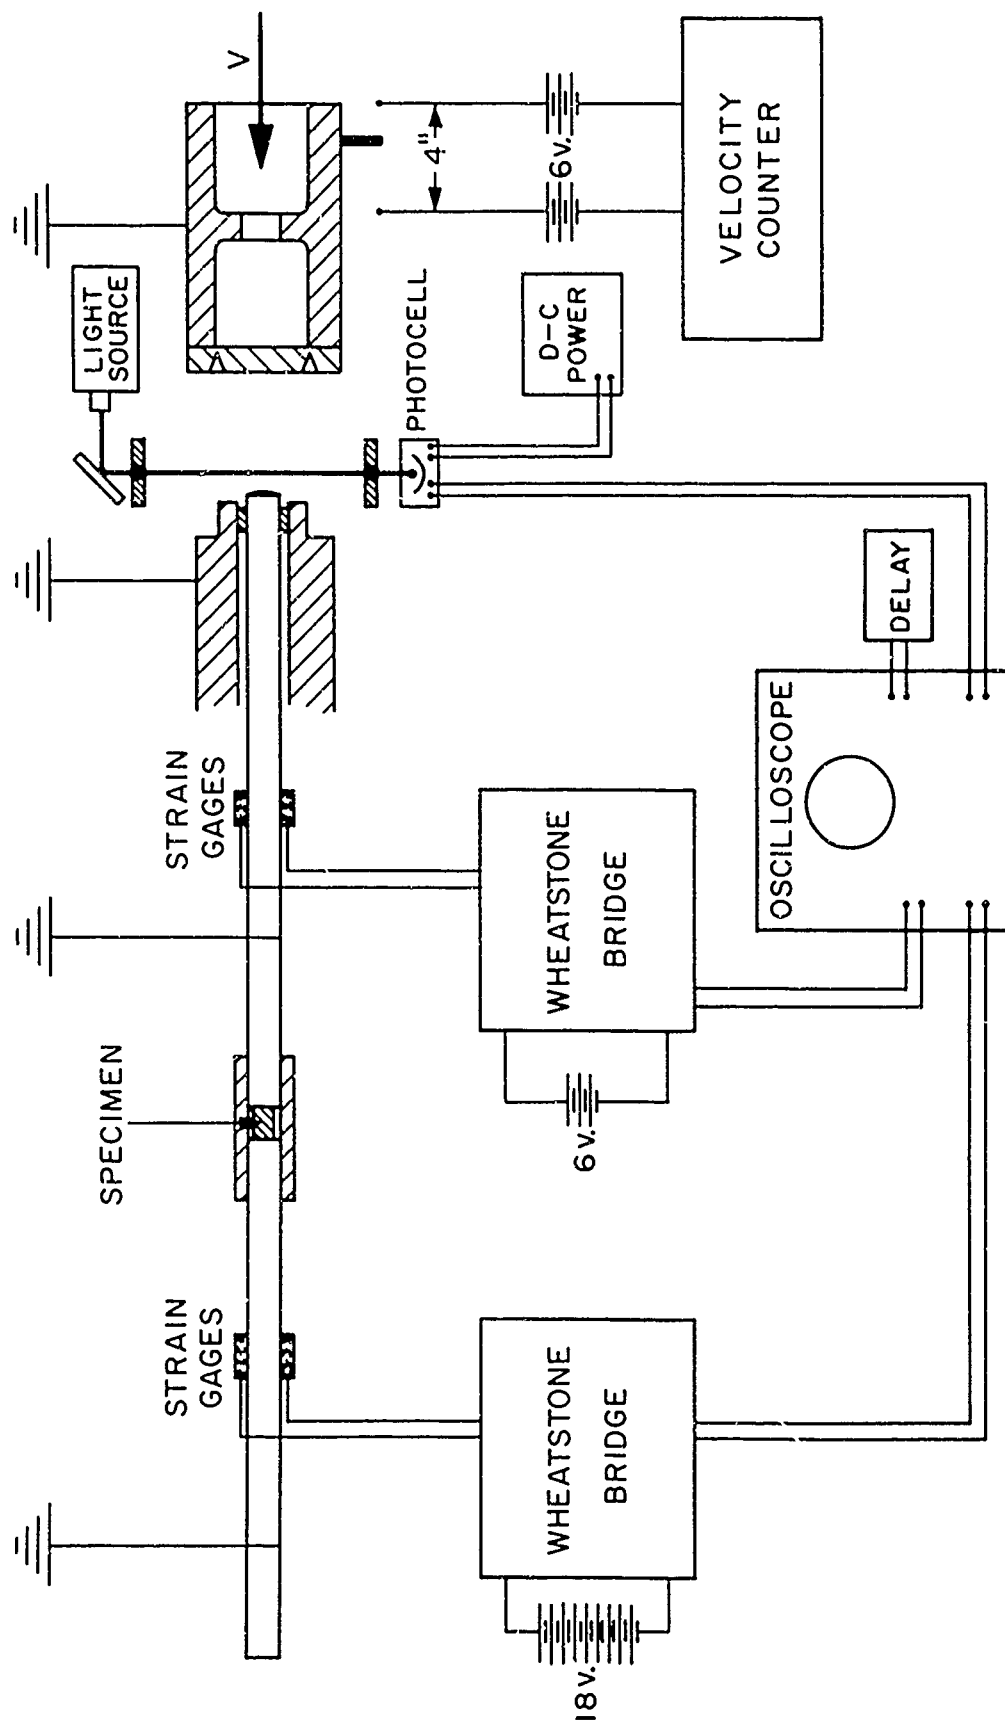 V
LIGHT
SOURCE
4"
6V.
VELOCITY
COUNTER
PHOTOCELL
D-C
POWER
STRAIN
GAGES
SPECIMEN
STRAIN
GAGES
DELAY
OSCILLOSCOPE
WHEATSTONE
BRIDGE
6V.
WHEATSTONE
BRIDGE
18V.